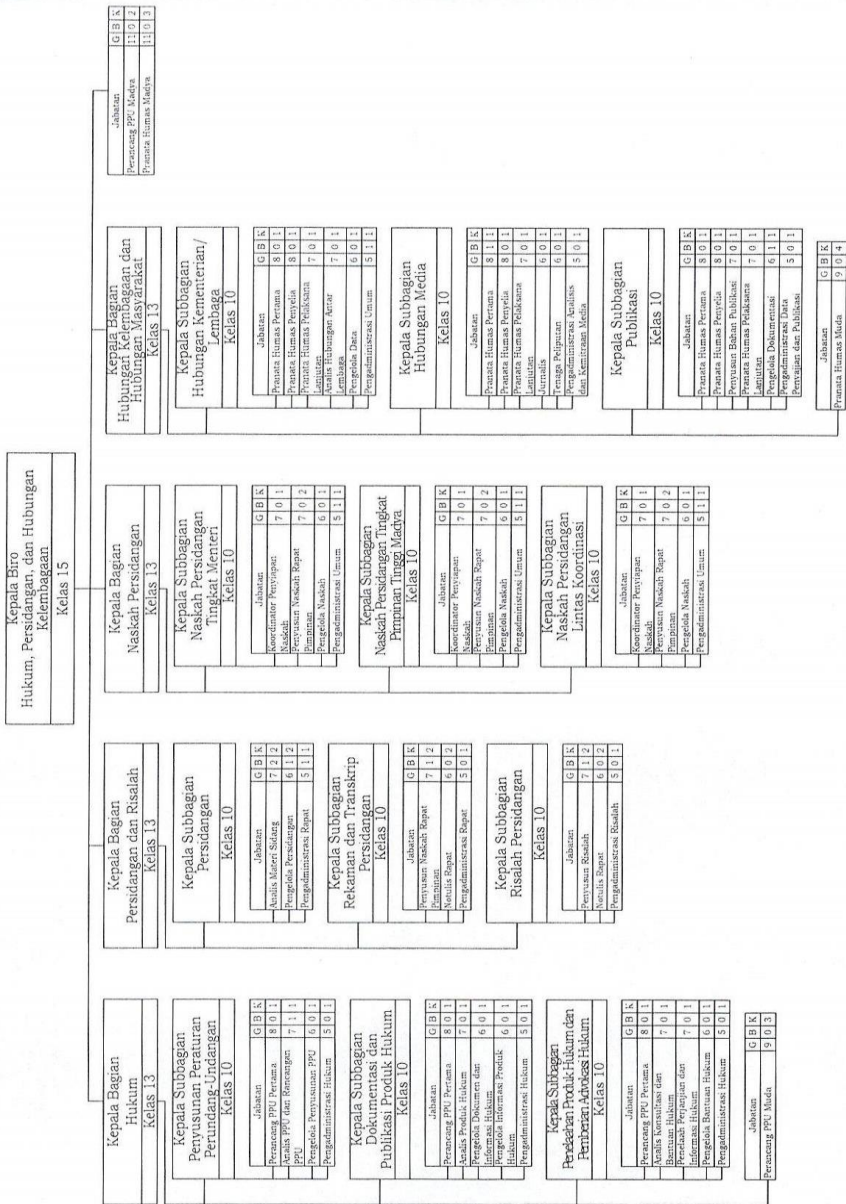 Kepala Biro
Hukum, Persidangan, dan Hubungan
Kelembagaan
Kelas 15
Kepala Bagian
Hukum
Kelas 13
Kepala Subbagian
Penyusunan Peraturan
Perundang-Undangan
Kelas 10
Jabatan G B K
Perancang PPU Pertama 8 0 1
Analis PPU dan Rancangan
PPU 7 1 1
Pengelola Penyusunan PPU 6 0 1
Pengadministrasi Hukum 5 0 1
Kepala Subbagian
Dokumentasi dan
Publikasi Produk Hukum
Kelas 10
Jabatan G B K
Perancang PPU Pertama 8 0 1
Analis Produk Hukum 7 0 1
Pengelola Dokumen dan
Informasi Hukum 6 0 1
Pengelola Informasi Produk
Hukum 6 0 1
Pengadministrasi Hukum 5 0 1
Kepala Subbagian
Penelaahan Produk Hukum dan
Pemberian Advokasi Hukum
Kelas 10
Jabatan G B K
Perancang PPU Pertama 8 0 1
Analis Konsultasi dan
Bantuan Hukum 7 0 1
Penelaah Perjanjian dan
Informasi Hukum 7 0 1
Pengelola Bantuan Hukum 6 0 1
Pengadministrasi Hukum 5 0 1
Jabatan G B K
Perancang PPU Muda 9 0 3
Kepala Bagian
Persidangan dan Risalah
Kelas 13
Kepala Subbagian
Persidangan
Kelas 10
Jabatan G B K
Analis Materi Sidang 7 2 2
Pengelola Persidangan 6 1 2
Pengadministrasi Rapat 5 1 1
Kepala Subbagian
Rekaman dan Transkrip
Persidangan
Kelas 10
Jabatan G B K
Penyusun Naskah Rapat
Pimpinan 7 1 2
Notulis Rapat 6 0 2
Pengadministrasi Rapat 5 0 1
Kepala Subbagian
Risalah Persidangan
Kelas 10
Jabatan G B K
Penyusun Risalah 7 1 2
Notulis Rapat 6 0 2
Pengadministrasi Risalah 5 0 1
Kepala Bagian
Naskah Persidangan
Kelas 13
Kepala Subbagian
Naskah Persidangan
Tingkat Menteri
Kelas 10
Jabatan G B K
Koordinator Penyiapan
Naskah 7 0 1
Penyusun Naskah Rapat
Pimpinan 7 0 2
Pengelola Naskah 6 0 1
Pengadministrasi Umum 5 1 1
Kepala Subbagian
Naskah Persidangan Tingkat
Pimpinan Tinggi Madya
Kelas 10
Jabatan G B K
Koordinator Penyiapan
Naskah 7 0 1
Penyusun Naskah Rapat
Pimpinan 7 0 2
Pengelola Naskah 6 0 1
Pengadministrasi Umum 5 1 1
Kepala Subbagian
Naskah Persidangan
Lintas Koordinasi
Kelas 10
Jabatan G B K
Koordinator Penyiapan
Naskah 7 0 1
Penyusun Naskah Rapat
Pimpinan 7 0 2
Pengelola Naskah 6 0 1
Pengadministrasi Umum 5 1 1
Kepala Bagian
Hubungan Kelembagaan dan
Hubungan Masyarakat
Kelas 13
Kepala Subbagian
Hubungan Kementerian/
Lembaga
Kelas 10
Jabatan G B K
Pranata Humas Pertama 8 0 1
Pranata Humas Penyelia 8 0 1
Pranata Humas Pelaksana
Lanjutan 7 0 1
Analis Hubungan Antar
Lembaga 7 0 1
Pengelola Data 6 0 1
Pengadministrasi Umum 5 1 1
Kepala Subbagian
Hubungan Media
Kelas 10
Jabatan G B K
Pranata Humas Pertama 8 1 1
Pranata Humas Penyelia 8 0 1
Pranata Humas Pelaksana
Lanjutan 7 0 1
Jurnalis 6 0 1
Tenaga Peliputan 6 0 1
Pengadministrasi Analisis
dan Kemitraan Media 5 0 1
Kepala Subbagian
Publikasi
Kelas 10
Jabatan G B K
Pranata Humas Pertama 8 0 1
Pranata Humas Penyelia 8 0 1
Penyusun Bahan Publikasi 7 0 1
Pranata Humas Pelaksana
Lanjutan 7 0 1
Pengelola Dokumentasi 6 1 1
Pengadministrasi Data
Penyajian dan Publikasi 5 0 1
Jabatan G B K
Pranata Humas Muda 9 0 4
Jabatan G B K
Perancang PPU Madya 11 0 2
Pranata Humas Madya 11 0 3